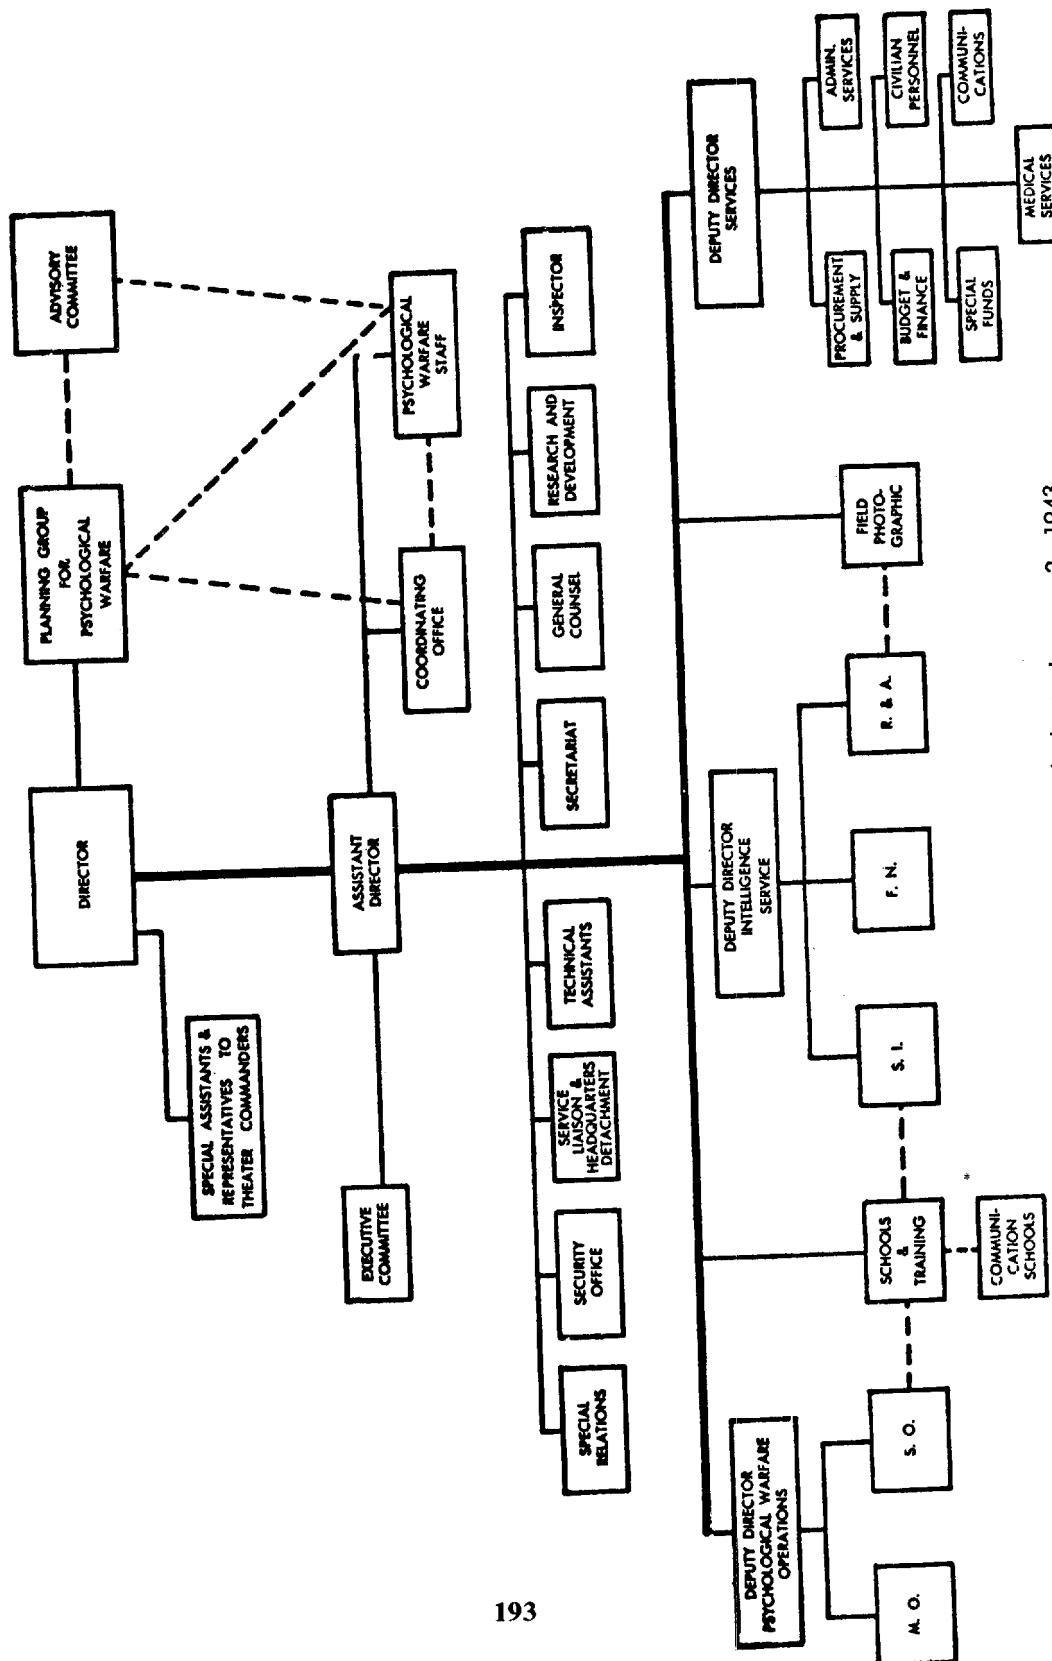 DIRECTOR
PLANNING GROUP
FOR
PSYCHOLOGICAL
WARFARE
ADVISORY
COMMITTEE
SPECIAL ASSISTANTS &
REPRESENTATIVES TO
THEATER COMMANDERS
EXECUTIVE
COMMITTEE
ASSISTANT
DIRECTOR
COORDINATING
OFFICE
PSYCHOLOGICAL
WARFARE
STAFF
SPECIAL
RELATIONS
SECURITY
OFFICE
SERVICE
LIAISON &
HEADQUARTERS
DETACHMENT
TECHNICAL
ASSISTANTS
SECRETARIAT
GENERAL
COUNSEL
RESEARCH AND
DEVELOPMENT
INSPECTOR
DEPUTY DIRECTOR
PSYCHOLOGICAL WARFARE
OPERATIONS
DEPUTY DIRECTOR
INTELLIGENCE
SERVICE
DEPUTY DIRECTOR
SERVICES
M. O.
S. O.
SCHOOLS
&
TRAINING
COMMUNI-
CATION
SCHOOLS
S. I.
F. N.
R. & A.
FIELD
PHOTO-
GRAPHIC
PROCUREMENT
& SUPPLY
ADMIN.
SERVICES
BUDGET &
FINANCE
CIVILIAN
PERSONNEL
SPECIAL
FUNDS
COMMUNI-
CATIONS
MEDICAL
SERVICES
193